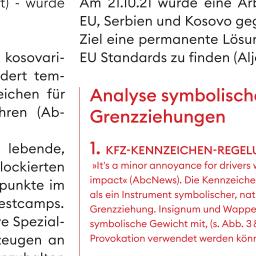 t) - wurde
kosovari-
dert tem-
eichen für
hren (Ab-
lebende,
lockierten
punkte im
estcamps.
re Spezial-
zeugen an
Am 21.10.21 wurde eine Arb
EU, Serbien und Kosovo geg
Ziel eine permanente Lösun
EU Standards zu finden (Alj
Analyse symbolische
Grenzziehungen
1. KFZ-KENNZEICHEN-REGELU
»It's a minor annoyance for drivers w
impact« (AbcNews). Die Kennzeiche
als ein Instrument symbolischer, nat
Grenzziehung. Insignum und Wappe
symbolische Gewicht mit, (s. Abb. 3 &
Provokation verwendet werden könn